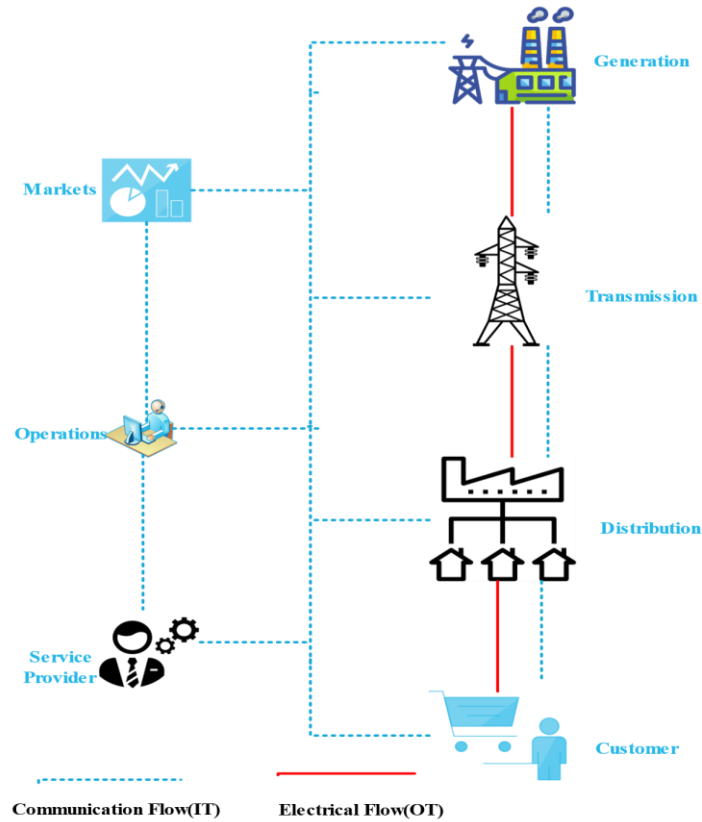 Generation
Markets
Transmission
Operations
Distribution
Service
Provider
Customer
Communication Flow(IT)
Electrical Flow(OT)